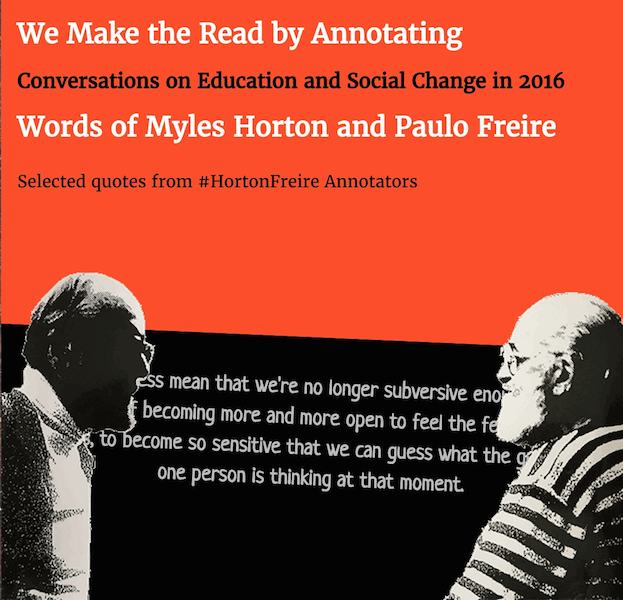 We Make the Read by Annotating
Conversations on Education and Social Change in 2016
Words of Myles Horton and Paulo Freire
Selected quotes from #HortonFreire Annotators
mean that we're no longer subversive
becoming more and more open to feel the
to become so sensitive that we can guess what the
one person is thinking at that moment.